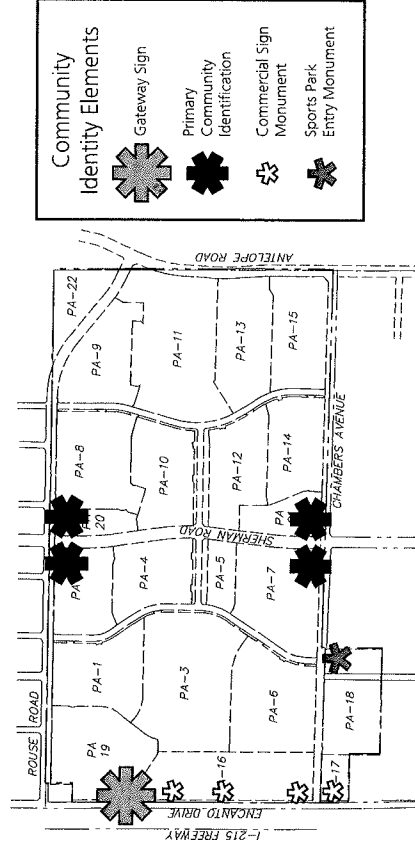 Community
Identity Elements
Gateway Sign
Primary
Community
Identification
Commercial Sign
Monument
Sports Park
Entry Monument
ROUSE ROAD
ANTELOPE ROAD
CHAMBERS AVENUE
SHERMAN ROAD
ENCANTO DRIVE
I-215 FREEWAY
PA
19
PA-1
PA
PA-4
20
PA-8
PA-9
PA-22
PA-3
PA-10
PA-11
PA-5
PA-12
PA-13
PA-6
PA-7
PA
PA-14
PA-15
-16
-17
PA-18